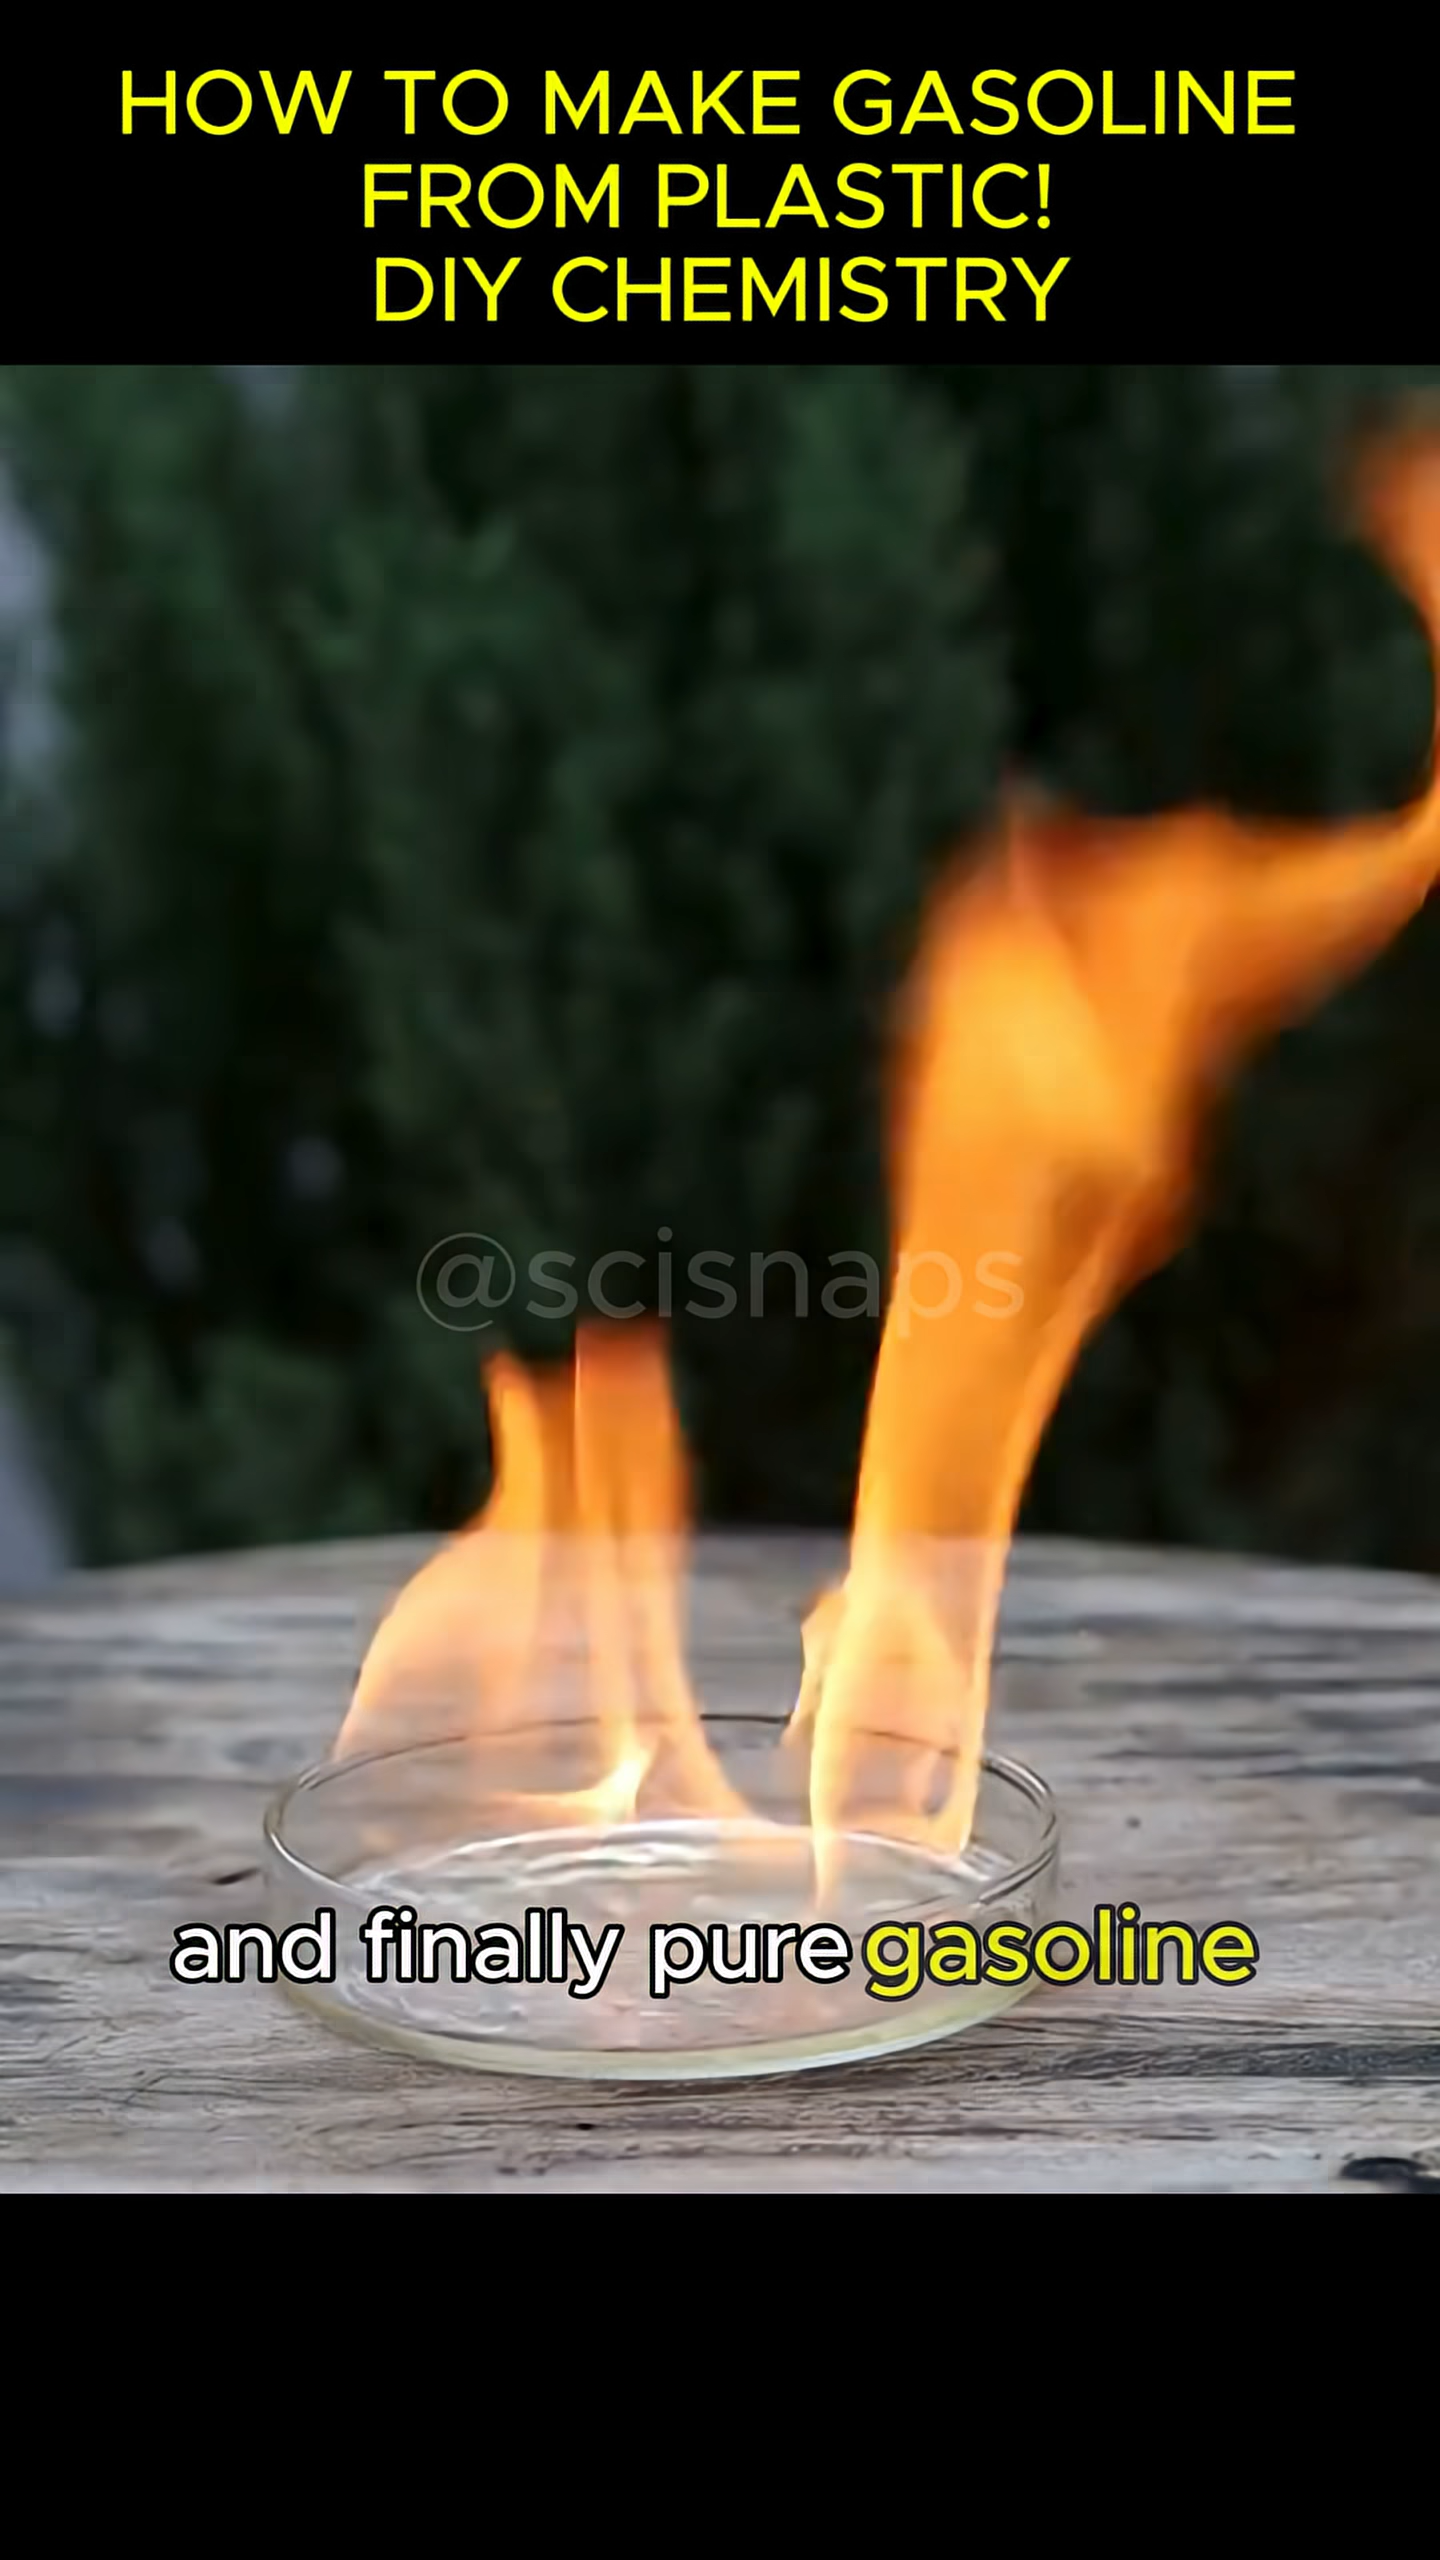 HOW TO MAKE GASOLINE
FROM PLASTIC!
DIY CHEMISTRY
@scisnaps
and finally pure gasoline